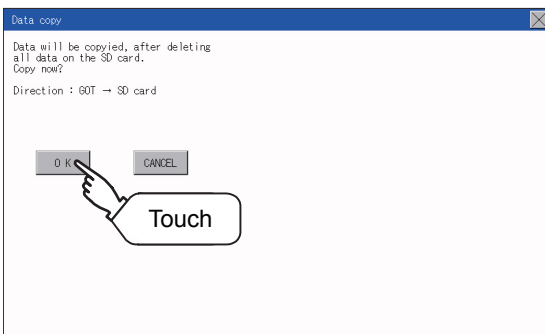 Data copy
Data will be copyied, after deleting
all data on the SD card.
Copy now?
Direction : GOT → SD card
O K
CANCEL
Touch